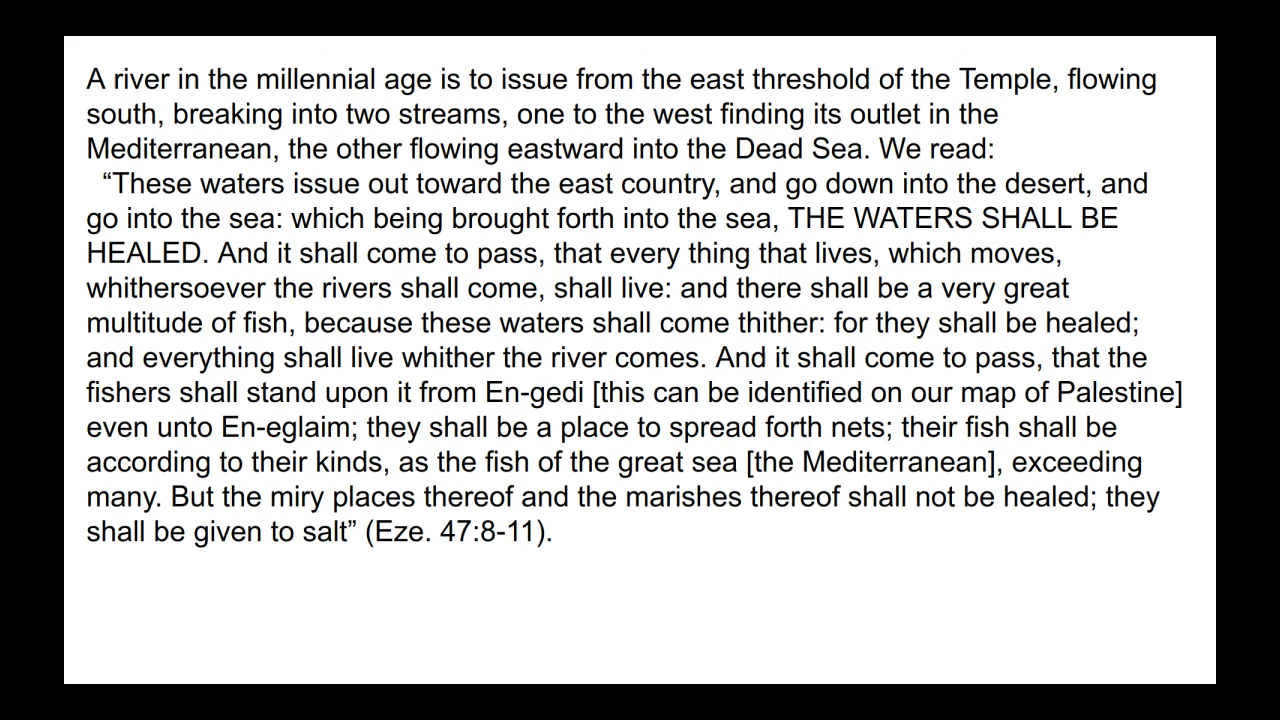 A river in the millennial age is to issue from the east threshold of the Temple, flowing
south, breaking into two streams, one to the west finding its outlet in the
Mediterranean, the other flowing eastward into the Dead Sea. We read:
“These waters issue out toward the east country, and go down into the desert, and
go into the sea: which being brought forth into the sea, THE WATERS SHALL BE
HEALED. And it shall come to pass, that every thing that lives, which moves,
whithersoever the rivers shall come, shall live: and there shall be a very great
multitude of fish, because these waters shall come thither: for they shall be healed;
and everything shall live whither the river comes. And it shall come to pass, that the
fishers shall stand upon it from En-gedi [this can be identified on our map of Palestine]
even unto En-eglaim; they shall be a place to spread forth nets; their fish shall be
according to their kinds, as the fish of the great sea [the Mediterranean], exceeding
many. But the miry places thereof and the marishes thereof shall not be healed; they
shall be given to salt” (Eze. 47:8-11).